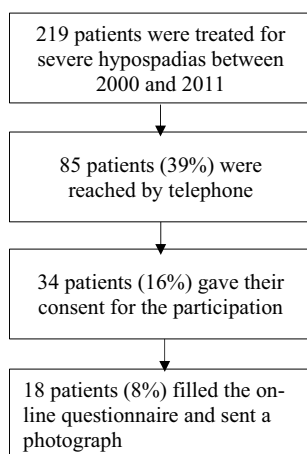 219 patients were treated for
severe hypospadias between
2000 and 2011
85 patients (39%) were
reached by telephone
34 patients (16%) gave their
consent for the participation
18 patients (8%) filled the on-
line questionnaire and sent a
photograph